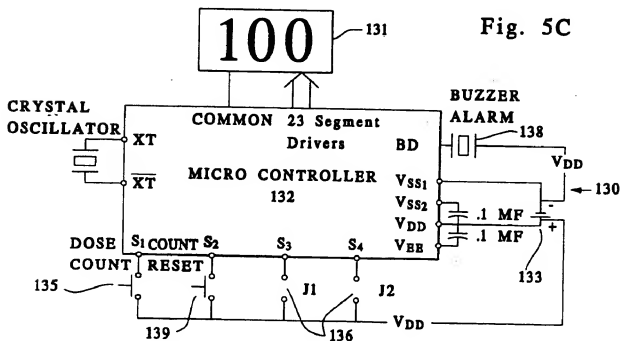 100
131
Fig. 5C
CRYSTAL
OSCILLATOR
XT
XT
COMMON 23 Segment
Drivers
MICRO CONTROLLER
132
BD
BUZZER
ALARM
138
VDD
130
VSS1
VSS2
VDD
VEE
.1 MF
.1 MF
-
+
133
DOSE
COUNT
S1
COUNT
RESET
S2
S3
S4
135
139
J1
136
J2
VDD